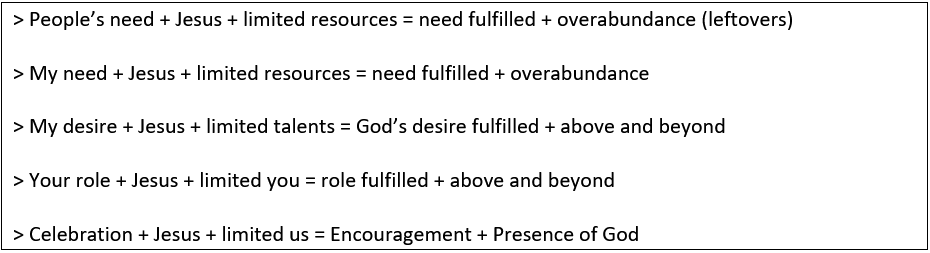 > People’s need + Jesus + limited resources = need fulfilled + overabundance (leftovers)
> My need + Jesus + limited resources = need fulfilled + overabundance
> My desire + Jesus + limited talents = God’s desire fulfilled + above and beyond
> Your role + Jesus + limited you = role fulfilled + above and beyond
> Celebration + Jesus + limited us = Encouragement + Presence of God